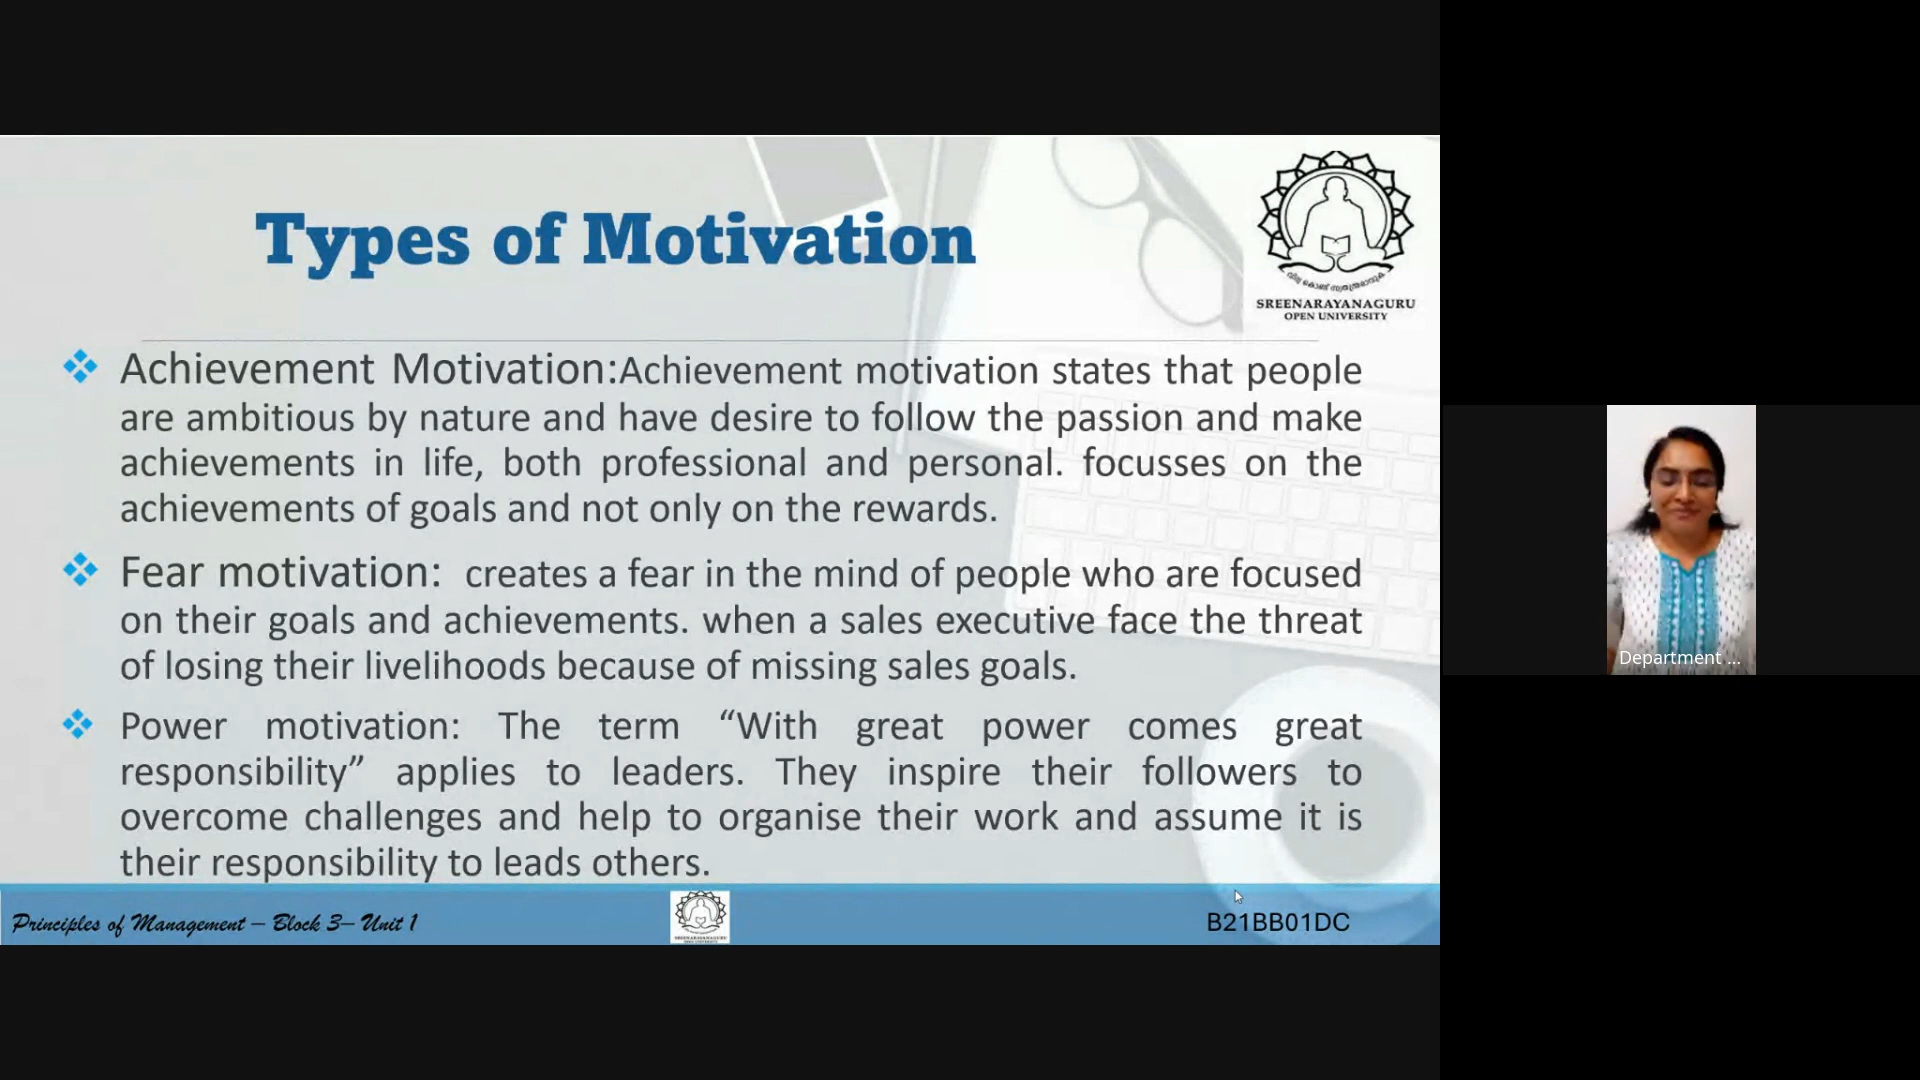 Types of Motivation
SREENARAYANAGURU
OPEN UNIVERSITY
Achievement Motivation:Achievement motivation states that people
are ambitious by nature and have desire to follow the passion and make
achievements in life, both professional and personal. focusses on the
achievements of goals and not only on the rewards.
Fear motivation: creates a fear in the mind of people who are focused
on their goals and achievements. when a sales executive face the threat
of losing their livelihoods because of missing sales goals.
Power motivation: The term “With great power comes great
responsibility” applies to leaders. They inspire their followers to
overcome challenges and help to organise their work and assume it is
their responsibility to leads others.
Principles of Management – Block 3– Unit 1
B21BB01DC
Department ...